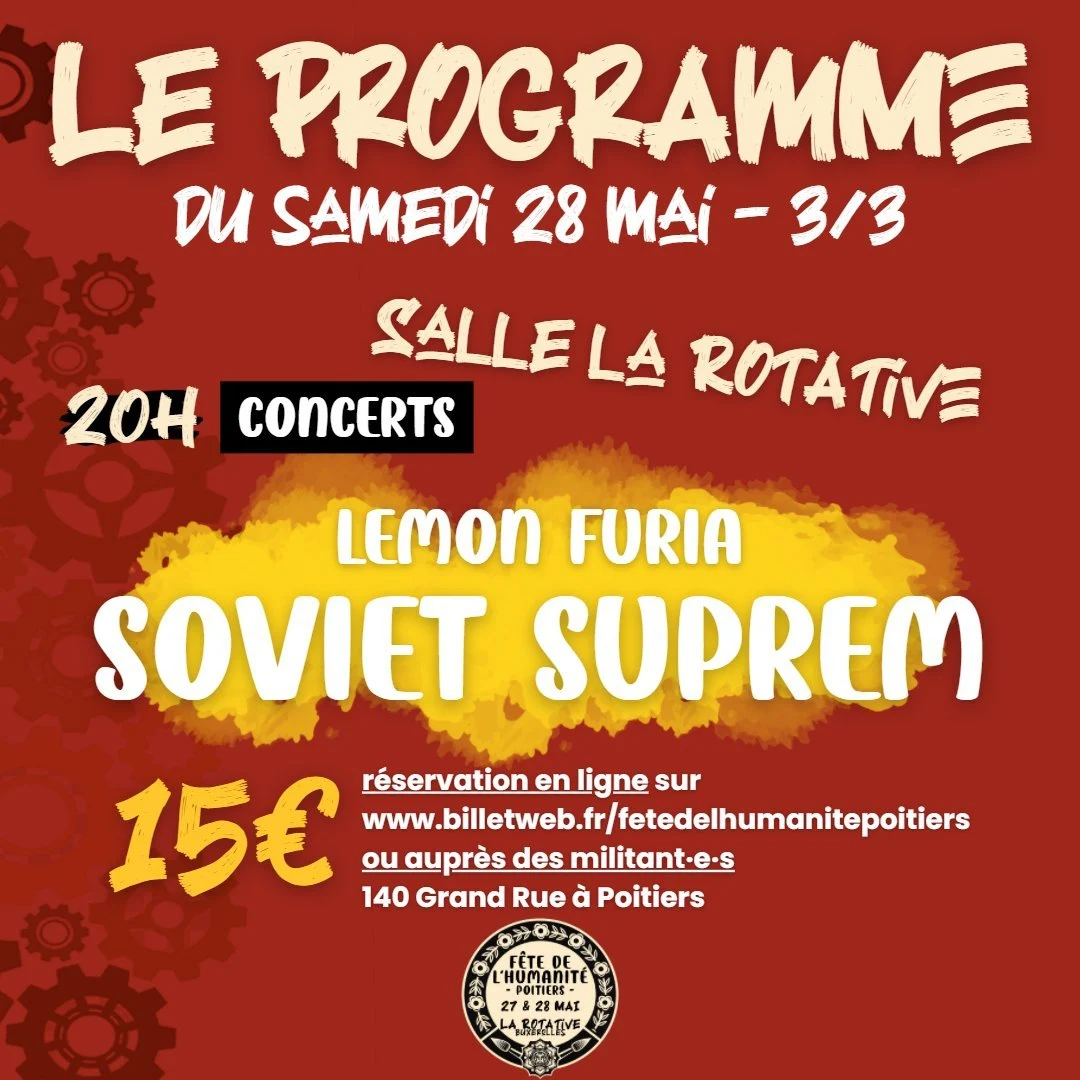 LE PROGRAMME
DU SAMEDI 28 MAI - 3/3
SALLE LA ROTATIVE
20H CONCERTS
LEMON FURIA
SOVIET SUPREM
15€
réservation en ligne sur
www.billetweb.fr/fetedelhumanitepoitiers
ou auprès des militant·e·s
140 Grand Rue à Poitiers
FÊTE DE
L'HUMANITÉ
- POITIERS -
27 & 28 MAI
LA ROTATIVE
BUXEROLLES